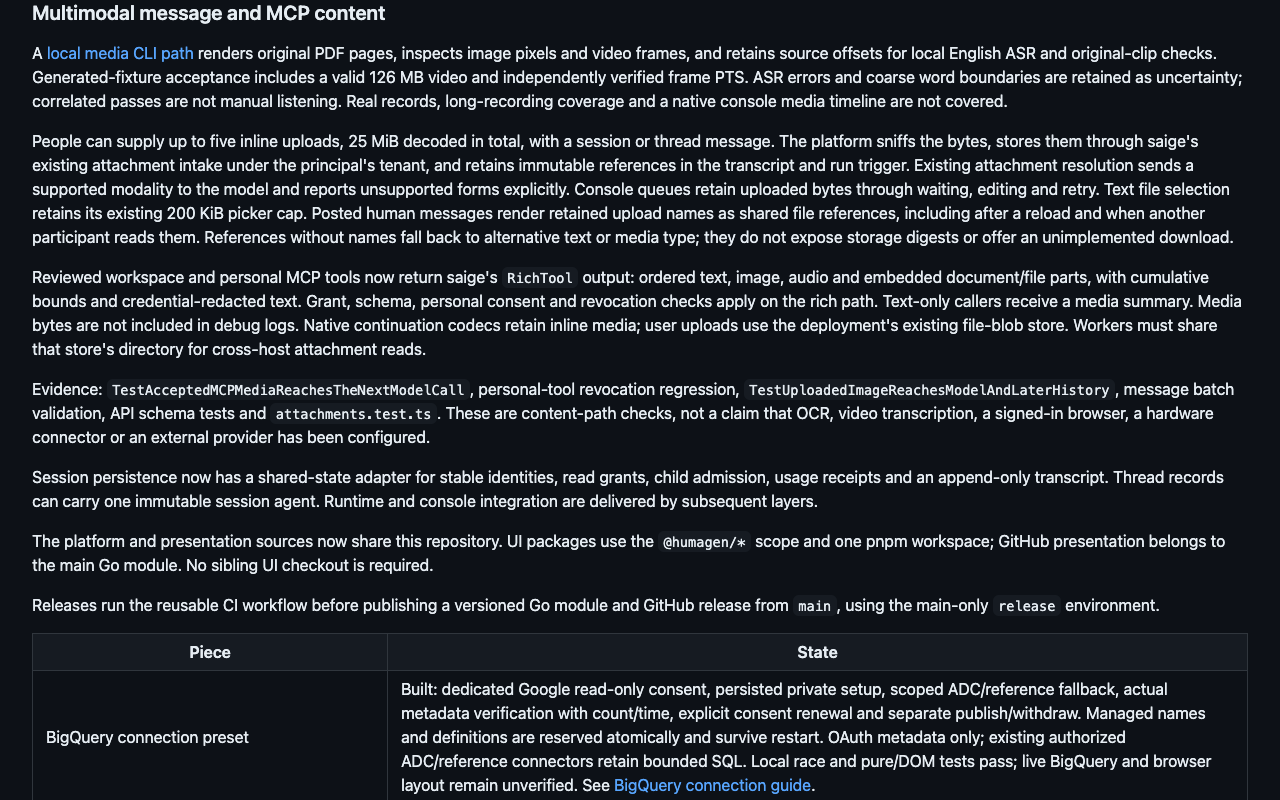 Multimodal message and MCP content
A local media CLI path renders original PDF pages, inspects image pixels and video frames, and retains source offsets for local English ASR and original-clip checks.
Generated-fixture acceptance includes a valid 126 MB video and independently verified frame PTS. ASR errors and coarse word boundaries are retained as uncertainty;
correlated passes are not manual listening. Real records, long-recording coverage and a native console media timeline are not covered.
People can supply up to five inline uploads, 25 MiB decoded in total, with a session or thread message. The platform sniffs the bytes, stores them through saige's
existing attachment intake under the principal's tenant, and retains immutable references in the transcript and run trigger. Existing attachment resolution sends a
supported modality to the model and reports unsupported forms explicitly. Console queues retain uploaded bytes through waiting, editing and retry. Text file selection
retains its existing 200 KiB picker cap. Posted human messages render retained upload names as shared file references, including after a reload and when another
participant reads them. References without names fall back to alternative text or media type; they do not expose storage digests or offer an unimplemented download.
Reviewed workspace and personal MCP tools now return saige's RichTool output: ordered text, image, audio and embedded document/file parts, with cumulative
bounds and credential-redacted text. Grant, schema, personal consent and revocation checks apply on the rich path. Text-only callers receive a media summary. Media
bytes are not included in debug logs. Native continuation codecs retain inline media; user uploads use the deployment's existing file-blob store. Workers must share
that store's directory for cross-host attachment reads.
Evidence: TestAcceptedMCPMediaReachesTheNextModelCall , personal-tool revocation regression, TestUploadedImageReachesModelAndLaterHistory , message batch
validation, API schema tests and attachments.test.ts . These are content-path checks, not a claim that OCR, video transcription, a signed-in browser, a hardware
connector or an external provider has been configured.
Session persistence now has a shared-state adapter for stable identities, read grants, child admission, usage receipts and an append-only transcript. Thread records
can carry one immutable session agent. Runtime and console integration are delivered by subsequent layers.
The platform and presentation sources now share this repository. UI packages use the @humagen/* scope and one pnpm workspace; GitHub presentation belongs to
the main Go module. No sibling UI checkout is required.
Releases run the reusable CI workflow before publishing a versioned Go module and GitHub release from main , using the main-only release environment.
Piece State
Built: dedicated Google read-only consent, persisted private setup, scoped ADC/reference fallback, actual
metadata verification with count/time, explicit consent renewal and separate publish/withdraw. Managed names
BigQuery connection preset and definitions are reserved atomically and survive restart. OAuth metadata only; existing authorized
ADC/reference connectors retain bounded SQL. Local race and pure/DOM tests pass; live BigQuery and browser
layout remain unverified. See BigQuery connection guide.